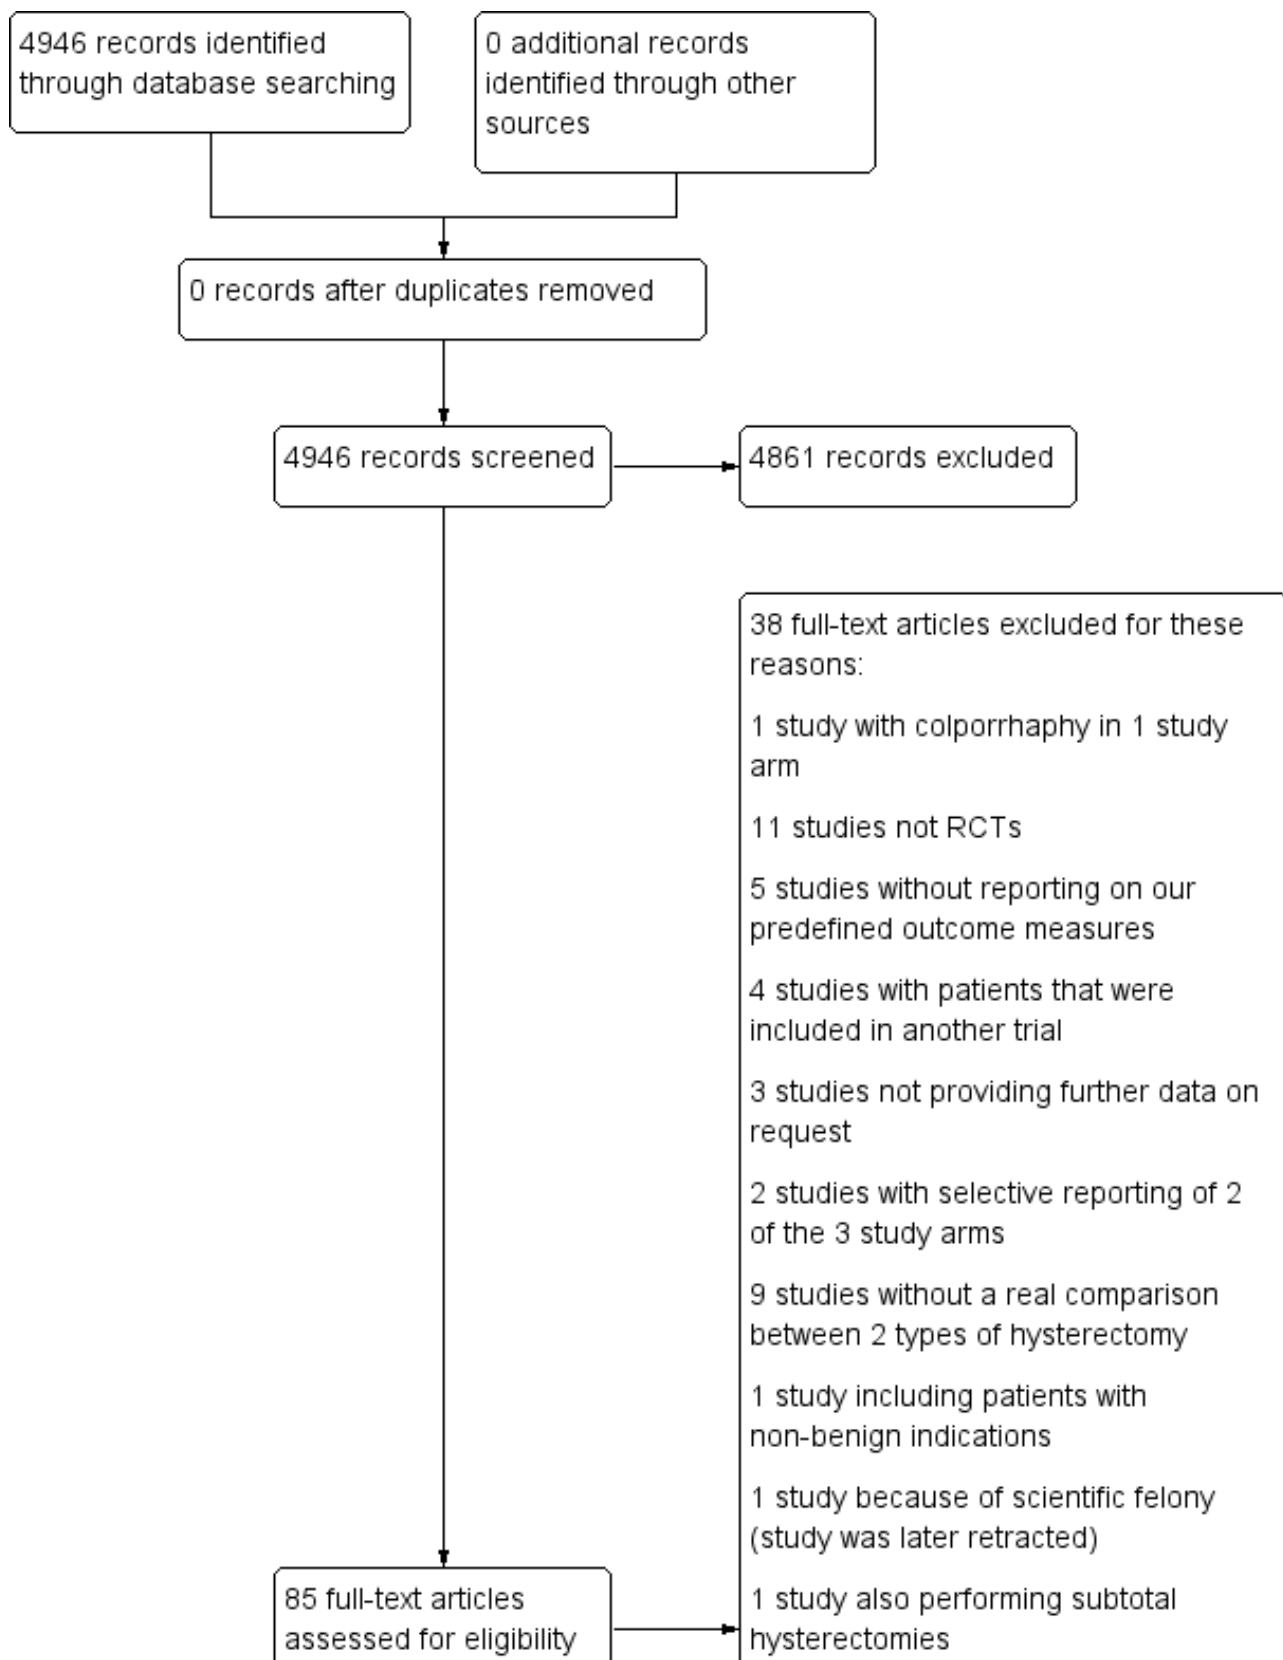 4946 records identified
through database searching
0 additional records
identified through other
sources
0 records after duplicates removed
4946 records screened
4861 records excluded
38 full-text articles excluded for these
reasons:
1 study with colporrhaphy in 1 study
arm
11 studies not RCTs
5 studies without reporting on our
predefined outcome measures
4 studies with patients that were
included in another trial
3 studies not providing further data on
request
2 studies with selective reporting of 2
of the 3 study arms
9 studies without a real comparison
between 2 types of hysterectomy
1 study including patients with
non-benign indications
1 study because of scientific felony
(study was later retracted)
1 study also performing subtotal
hysterectomies
85 full-text articles
assessed for eligibility